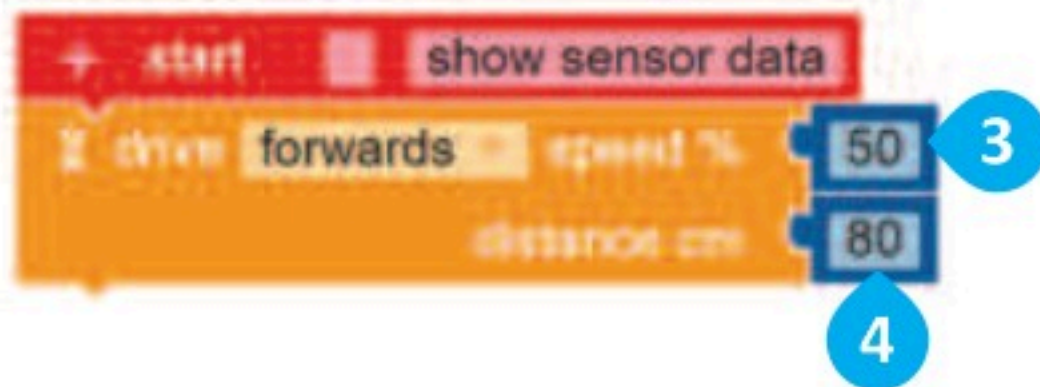 + start show sensor data
drive forwards speed % 50 3
distance cm 80
4